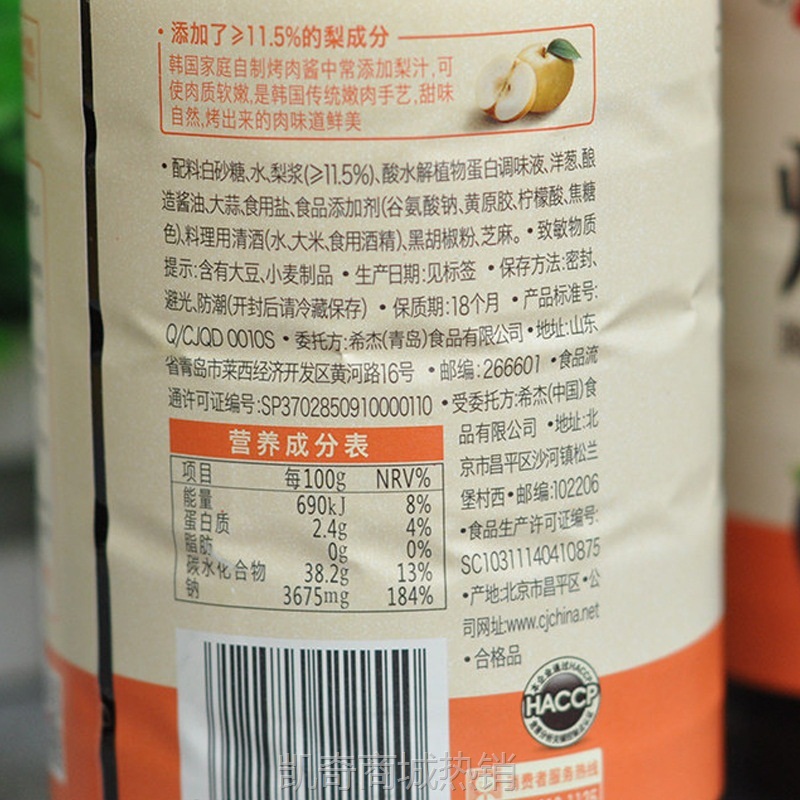 ·添加了≥11.5%的梨成分
韩国家庭自制烤肉酱中常添加梨汁,可
使肉质软嫩,是韩国传统嫩肉手艺,甜味
自然,烤出来的肉味道鲜美
·配料:白砂糖、水、梨浆(≥11.5%)、酸水解植物蛋白调味液、洋葱、酿
造酱油、大蒜、食用盐、食品添加剂(谷氨酸钠、黄原胶、柠檬酸、焦糖
色)、料理用清酒(水、大米、食用酒精)、黑胡椒粉、芝麻。•致敏物质
提示:含有大豆、小麦制品 •生产日期:见标签 •保存方法:密封、
避光、防潮(开封后请冷藏保存) •保质期:18个月 •产品标准号:
Q/CJQD 0010S •委托方:希杰(青岛)食品有限公司•地址:山东
省青岛市莱西经济开发区黄河路16号 •邮编:266601 •食品流
通许可证编号:SP3702850910000110 •受委托方:希杰(中国)食
品有限公司 •地址:北
京市昌平区沙河镇松兰
堡村西•邮编:102206
•食品生产许可证编号:
SC10311140410875
•产地:北京市昌平区•公
司网址:www.cjchina.net
•合格品
营养成分表
项目 每100g NRV%
能量 690kJ 8%
蛋白质 2.4g 4%
脂肪 0g 0%
碳水化合物 38.2g 13%
钠 3675mg 184%
本企业通过HACCP
HACCP
消费者服务热线
凯奇商城热销